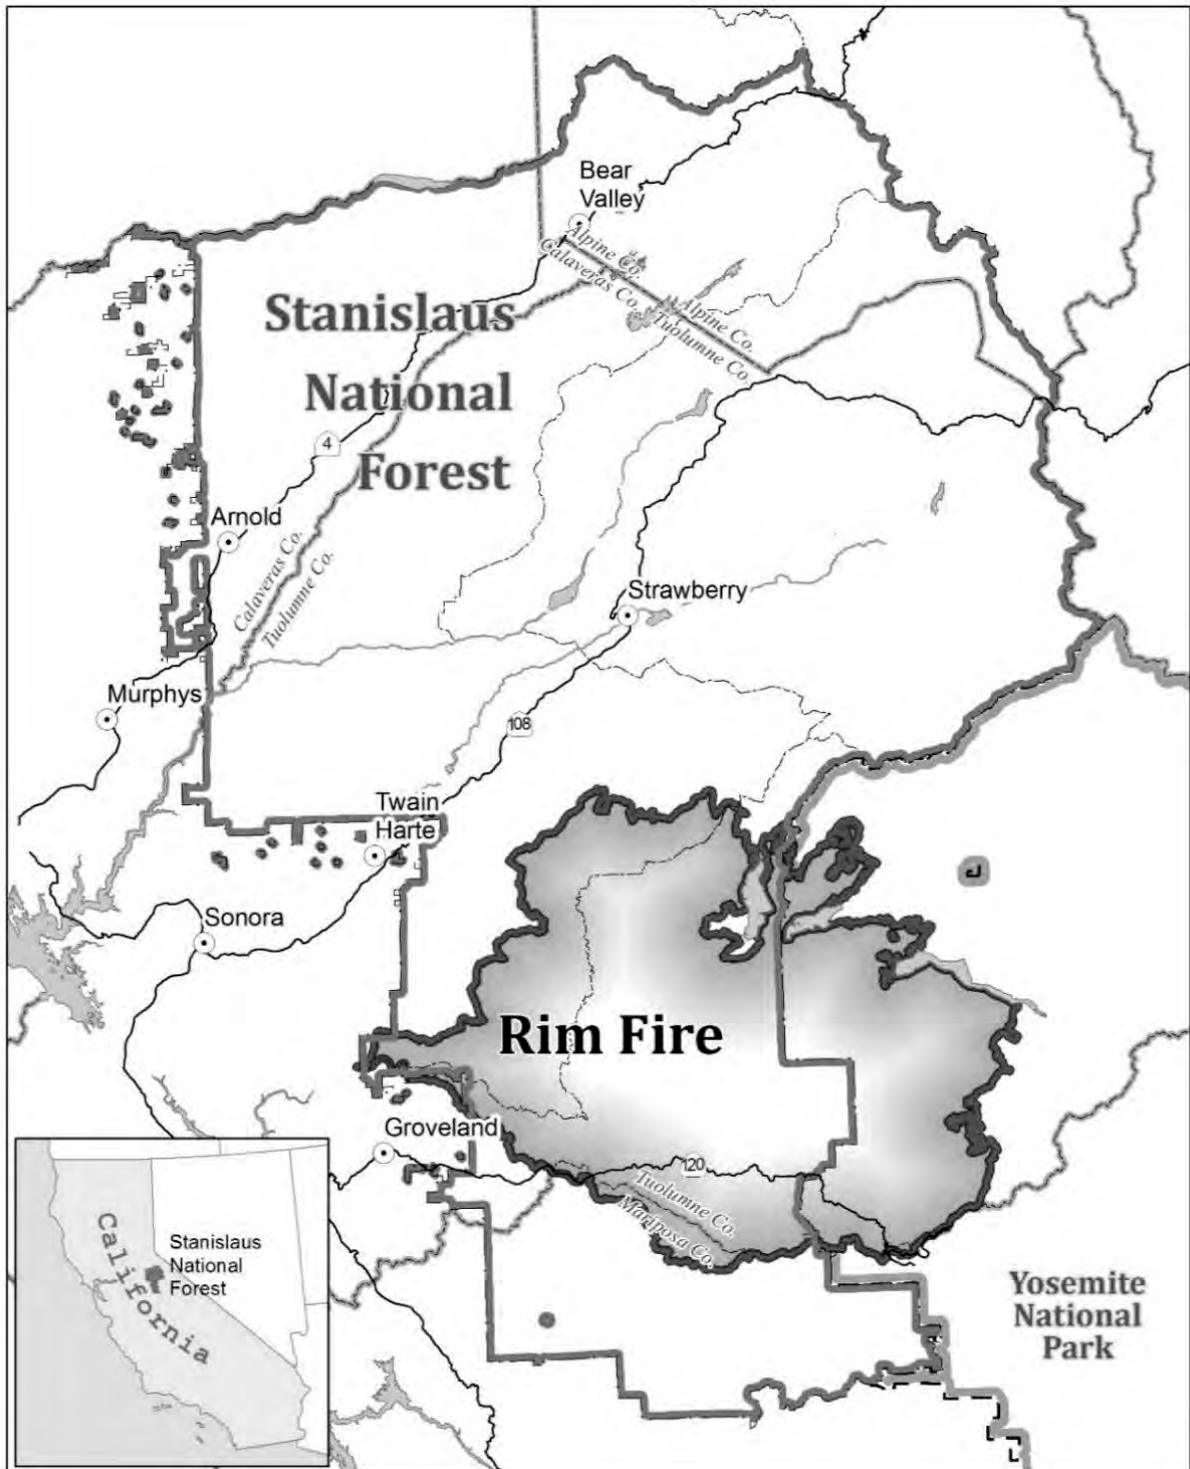 Bear
Valley
Alpine Co.
Calaveras Co.
Alpine Co.
Tuolumne Co.
Stanislaus
National
Forest
4
Arnold
Calaveras Co.
Tuolumne Co.
Strawberry
Murphys
108
Twain
Harte
Sonora
Rim Fire
Groveland
120
Tuolumne Co.
Mariposa Co.
California
Stanislaus
National
Forest
Yosemite
National
Park